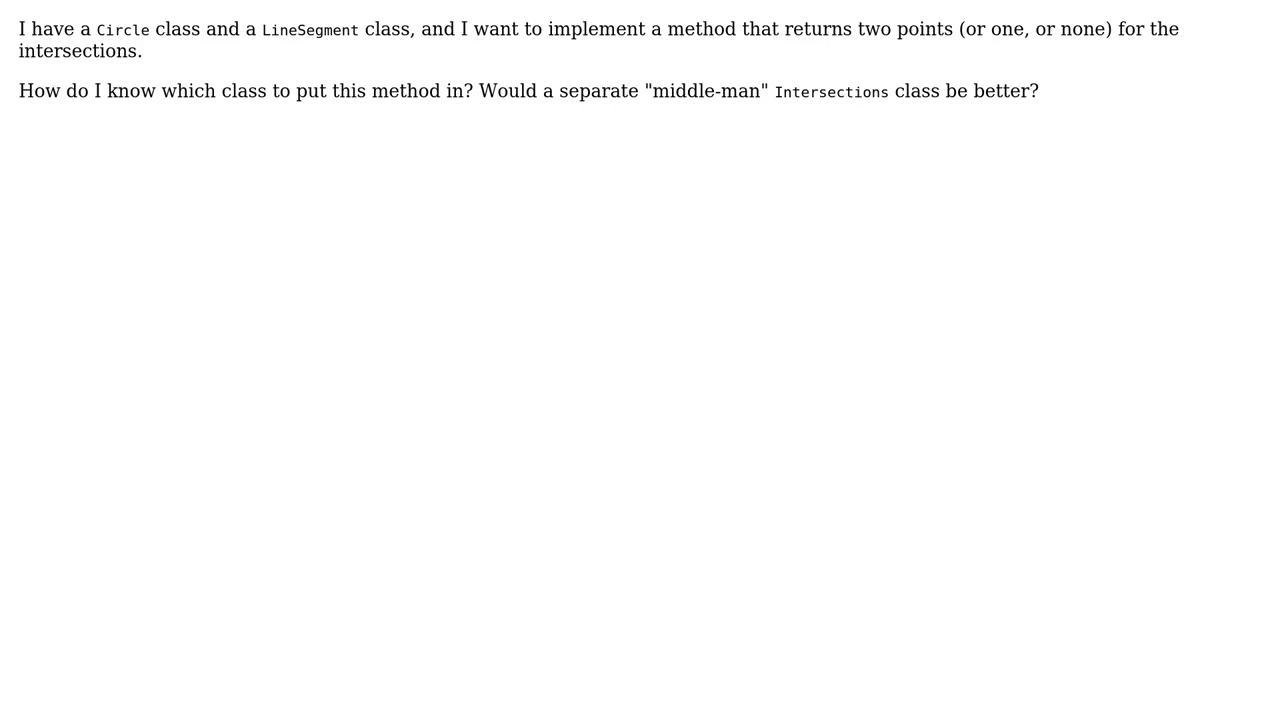 I have a Circle class and a LineSegment class, and I want to implement a method that returns two points (or one, or none) for the
intersections.
How do I know which class to put this method in? Would a separate "middle-man" Intersections class be better?